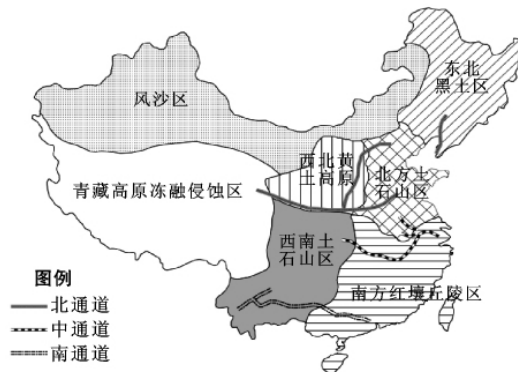 东北
黑土区
风沙区
西北黄
土高原
北方土
石山区
青藏高原冻融侵蚀区
西南土
石山区
南方红壤丘陵区
图例
北通道
中通道
南通道